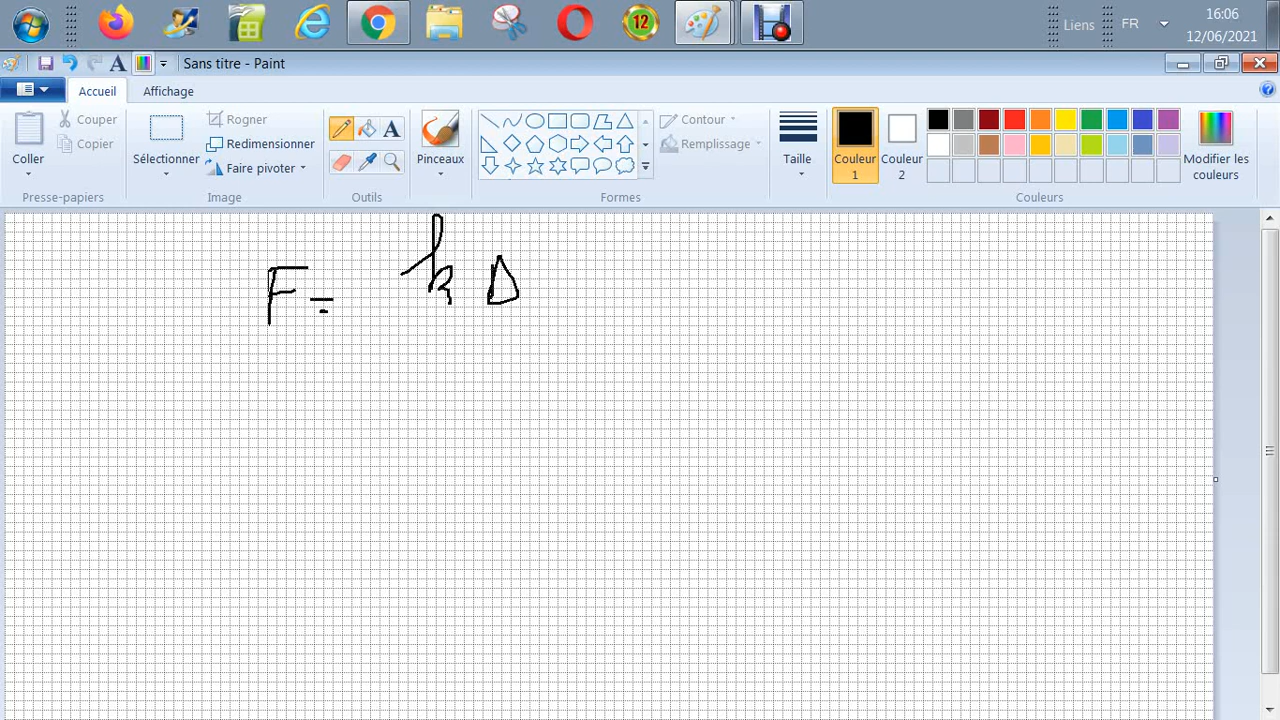 12
Liens
FR
16:06
12/06/2021
Sans titre - Paint
Accueil Affichage
Coller
Couper
Copier
Presse-papiers
Sélectionner
Rogner
Redimensionner
Faire pivoter
Image
A
Outils
Pinceaux
Contour
Remplissage
Formes
Taille
Couleur 1
Couleur 2
Modifier les couleurs
Couleurs
F= k Δ